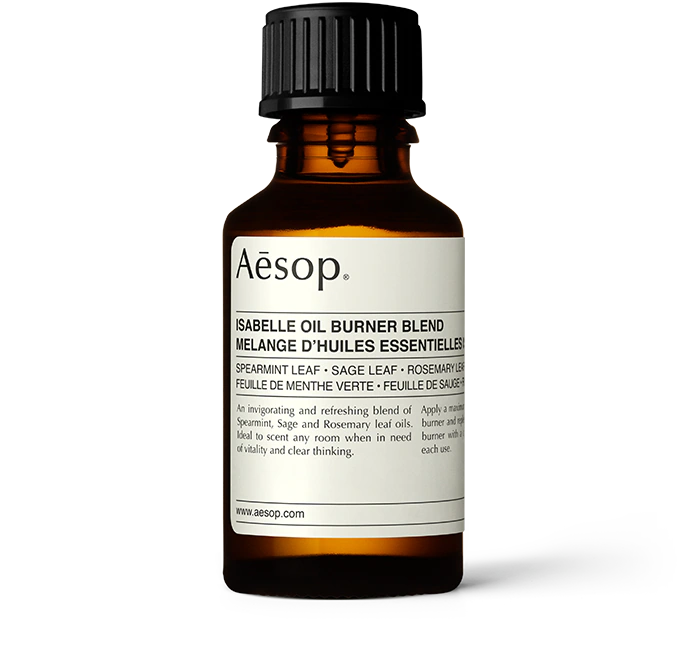 Aēsop®
ISABELLE OIL BURNER BLEND
MELANGE D'HUILES ESSENTIELLES
SPEARMINT LEAF • SAGE LEAF • ROSEMARY LEAF
FEUILLE DE MENTHE VERTE • FEUILLE DE SAUGE •
An invigorating and refreshing blend of
Spearmint, Sage and Rosemary leaf oils.
Ideal to scent any room when in need
of vitality and clear thinking.
Apply a
burner and
burner with a
each use.
www.aesop.com